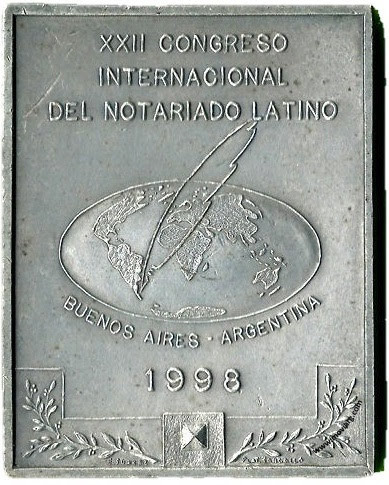 XXII CONGRESO
INTERNACIONAL
DEL NOTARIADO LATINO
BUENOS AIRES · ARGENTINA
1998